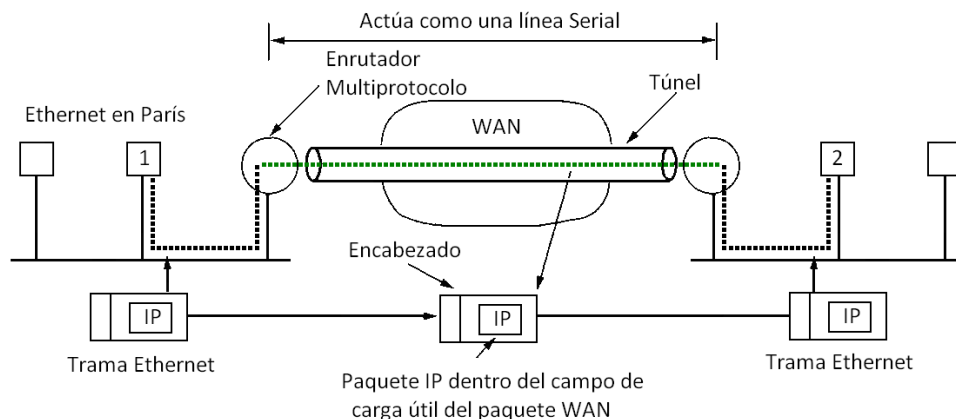 Actúa como una línea Serial
Enrutador
Multiprotocolo
Túnel
Ethernet en París
WAN
1
2
Encabezado
IP
IP
IP
Trama Ethernet
Trama Ethernet
Paquete IP dentro del campo de
carga útil del paquete WAN